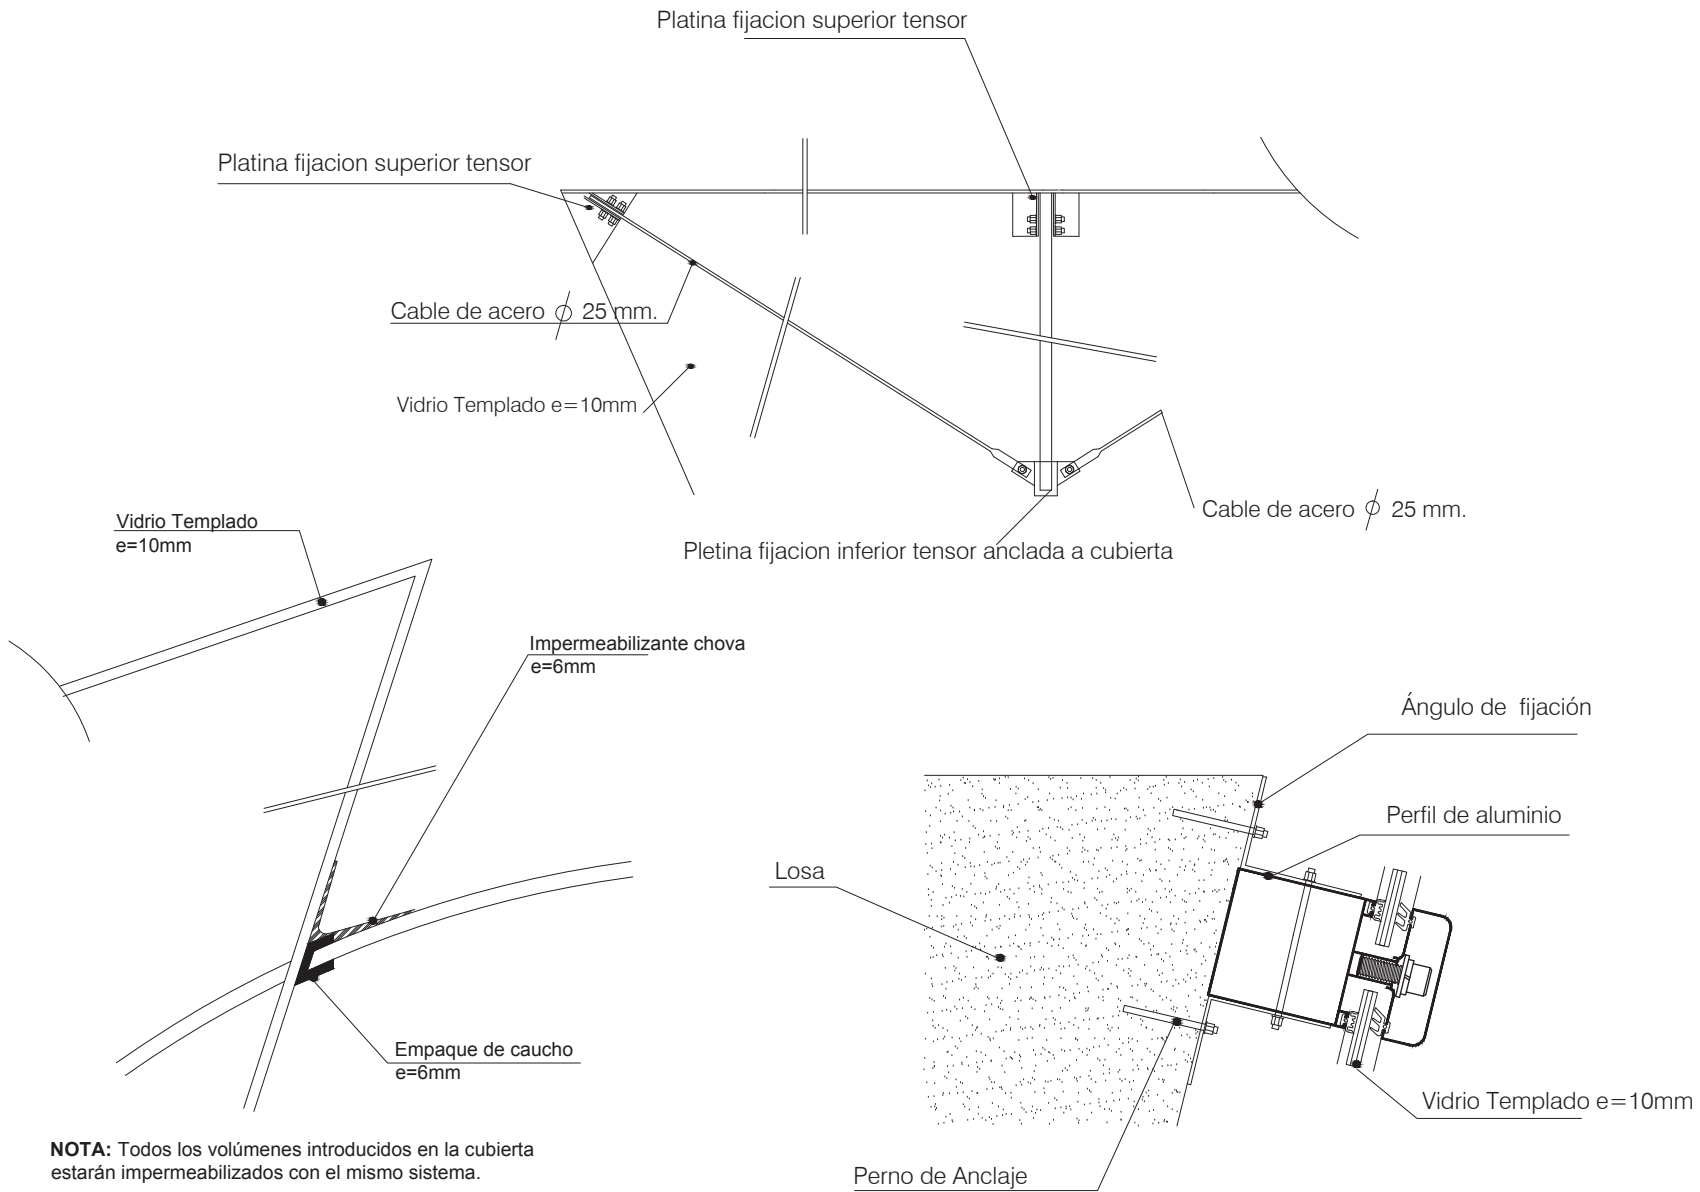 Platina fijacion superior tensor
Platina fijacion superior tensor
Cable de acero ϕ 25 mm.
Vidrio Templado e=10mm
Cable de acero ϕ 25 mm.
Pletina fijacion inferior tensor anclada a cubierta
Vidrio Templado
e=10mm
Impermeabilizante chova
e=6mm
Empaque de caucho
e=6mm
NOTA: Todos los volúmenes introducidos en la cubierta
estarán impermeabilizados con el mismo sistema.
Ángulo de fijación
Perfil de aluminio
Losa
Vidrio Templado e=10mm
Perno de Anclaje